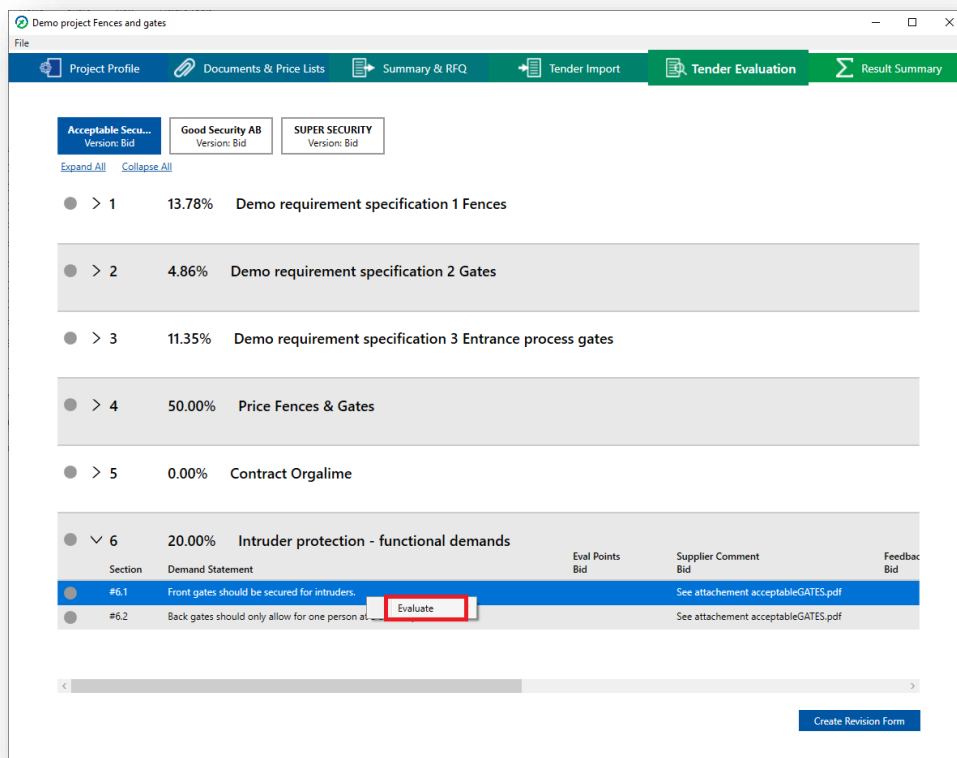 Demo project Fences and gates
File
Project Profile
Documents & Price Lists
Summary & RFQ
Tender Import
Tender Evaluation
Result Summary
Acceptable Secu...
Version: Bid
Good Security AB
Version: Bid
SUPER SECURITY
Version: Bid
Expand All Collapse All
1 13.78% Demo requirement specification 1 Fences
2 4.86% Demo requirement specification 2 Gates
3 11.35% Demo requirement specification 3 Entrance process gates
4 50.00% Price Fences & Gates
5 0.00% Contract Orgalime
6 20.00% Intruder protection - functional demands
Eval Points Supplier Comment Feedbac
Section Demand Statement Bid Bid Bid
#6.1 Front gates should be secured for intruders. See attachement acceptableGATES.pdf
Evaluate
#6.2 Back gates should only allow for one person at See attachement acceptableGATES.pdf
Create Revision Form